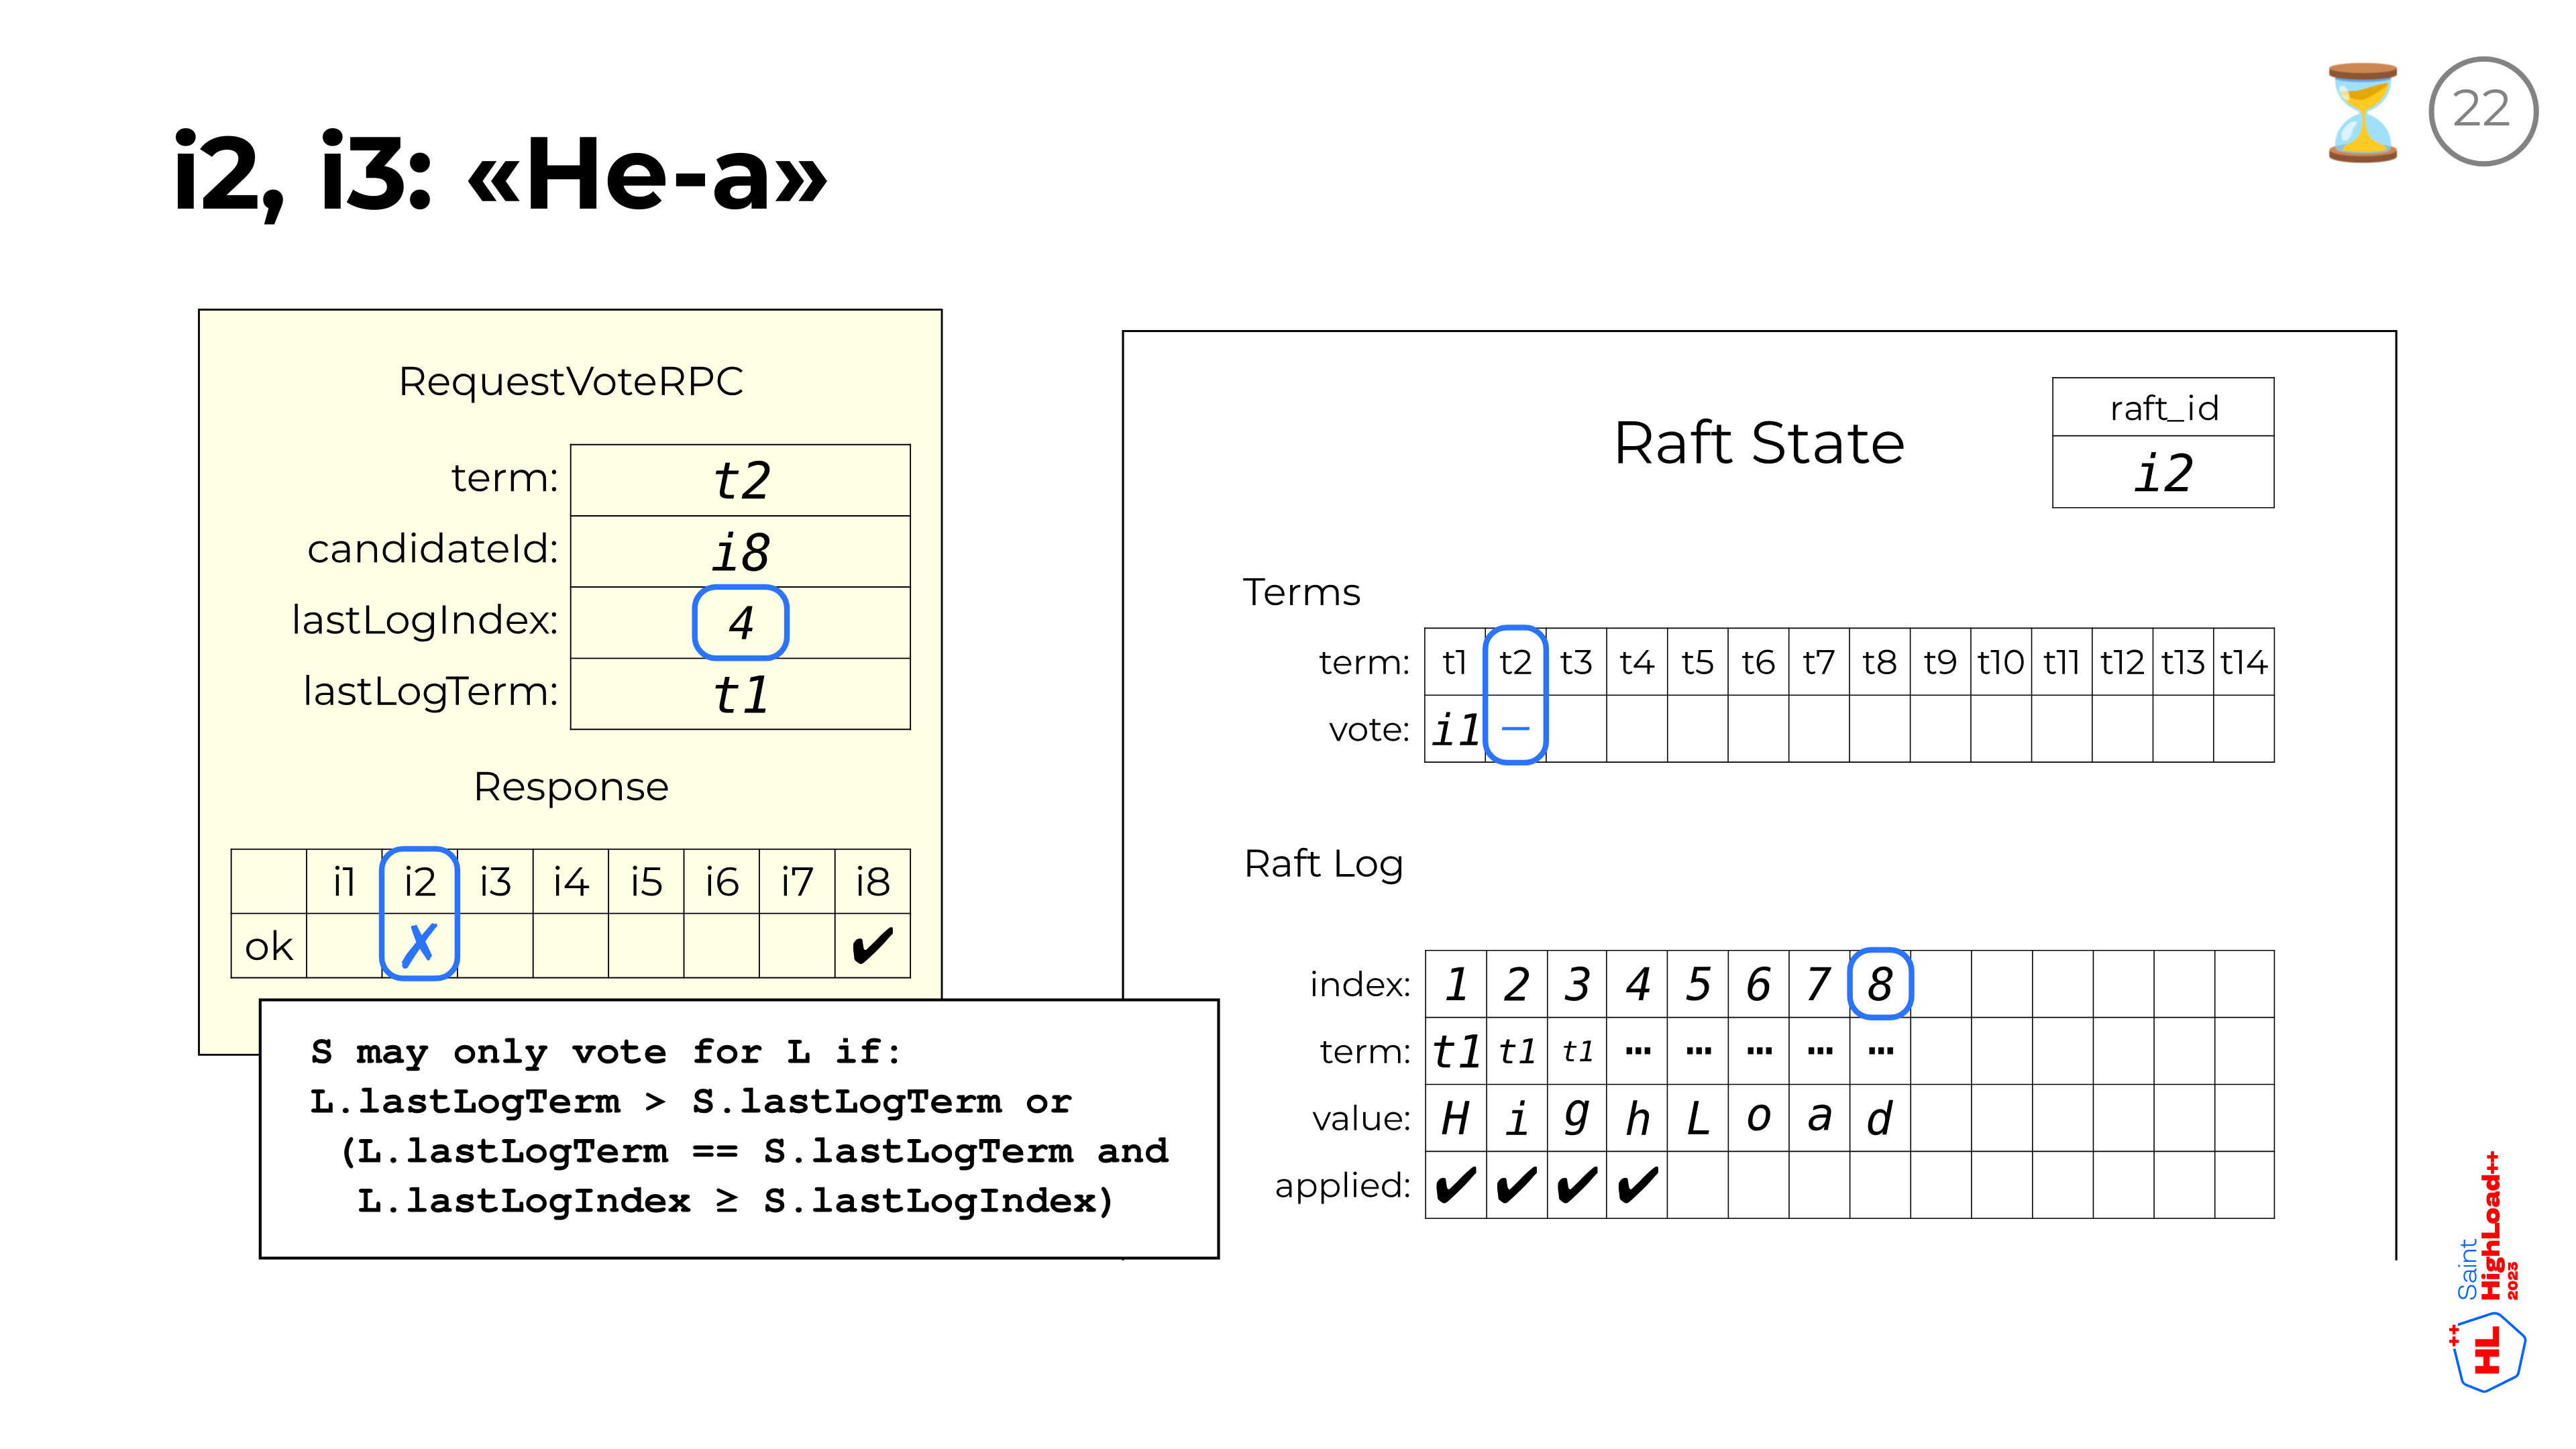 22
i2, i3: «Не-а»
RequestVoteRPC
term: t2
candidateId: i8
lastLogIndex: 4
lastLogTerm: t1
Response
i1 i2 i3 i4 i5 i6 i7 i8
ok ✗ ✔
S may only vote for L if:
L.lastLogTerm > S.lastLogTerm or
(L.lastLogTerm == S.lastLogTerm and
L.lastLogIndex ≥ S.lastLogIndex)
Raft State
raft_id
i2
Terms
term: t1 t2 t3 t4 t5 t6 t7 t8 t9 t10 t11 t12 t13 t14
vote: i1 –
Raft Log
index: 1 2 3 4 5 6 7 8
term: t1 t1 t1 … … … … …
value: H i g h L o a d
applied: ✔ ✔ ✔ ✔
Saint
HighLoad++
2023
HL++